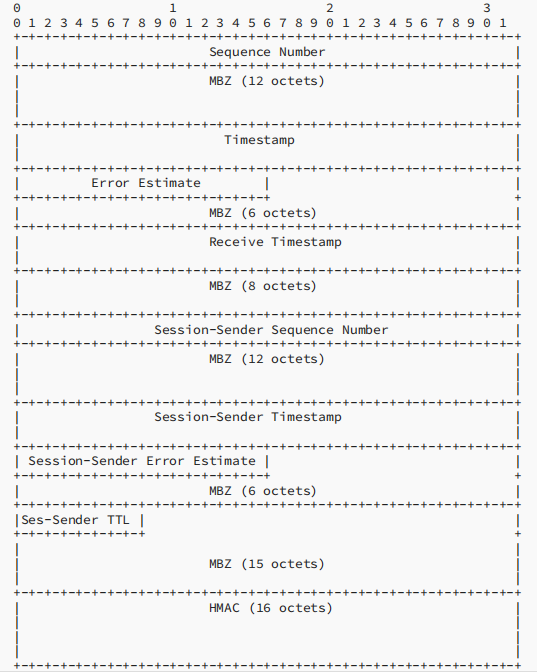 0                   1                   2                   3
0 1 2 3 4 5 6 7 8 9 0 1 2 3 4 5 6 7 8 9 0 1 2 3 4 5 6 7 8 9 0 1
Sequence Number
MBZ (12 octets)
Timestamp
Error Estimate
MBZ (6 octets)
Receive Timestamp
MBZ (8 octets)
Session-Sender Sequence Number
MBZ (12 octets)
Session-Sender Timestamp
Session-Sender Error Estimate
MBZ (6 octets)
Ses-Sender TTL
MBZ (15 octets)
HMAC (16 octets)